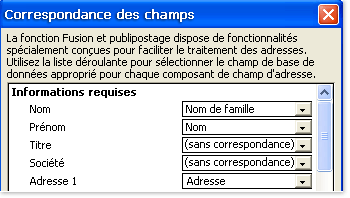 Correspondance des champs
La fonction Fusion et publipostage dispose de fonctionnalités
spécialement conçues pour faciliter le traitement des adresses.
Utilisez la liste déroulante pour sélectionner le champ de base de
données approprié pour chaque composant de champ d'adresse.
Informations requises
Nom Nom de famille
Prénom Nom
Titre (sans correspondance)
Société (sans correspondance)
Adresse 1 Adresse